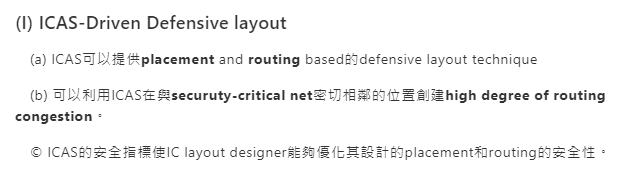 (I) ICAS-Driven Defensive layout
(a) ICAS可以提供placement and routing based的defensive layout technique
(b) 可以利用ICAS在與securuty-critical net密切相鄰的位置創建high degree of routing
congestion。
© ICAS的安全指標使IC layout designer能夠優化其設計的placement和routing的安全性。